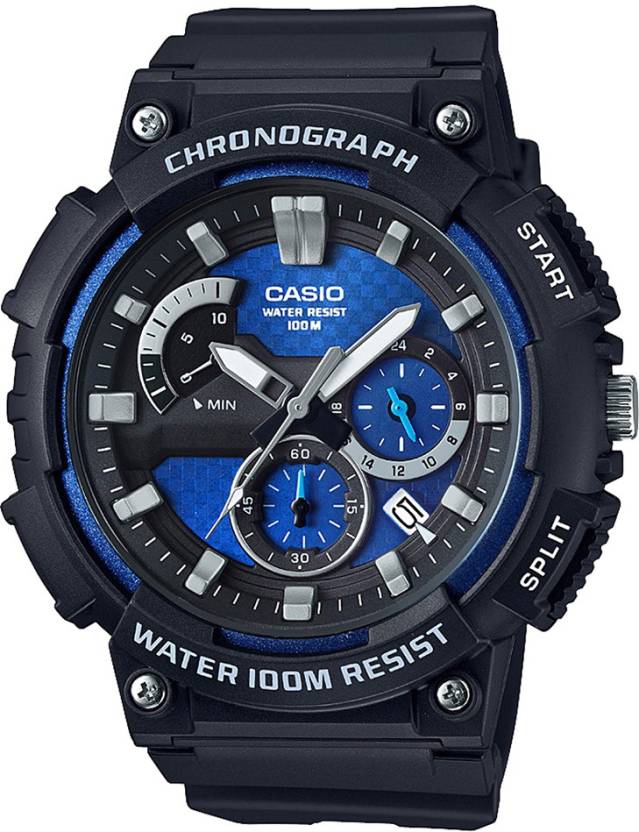 CHRONOGRAPH
START
CASIO
WATER RESIST
100M
10
5
0
MIN
24
2
4
6
8
10
12
14
60
15
30
45
SPLIT
WATER 100M RESIST